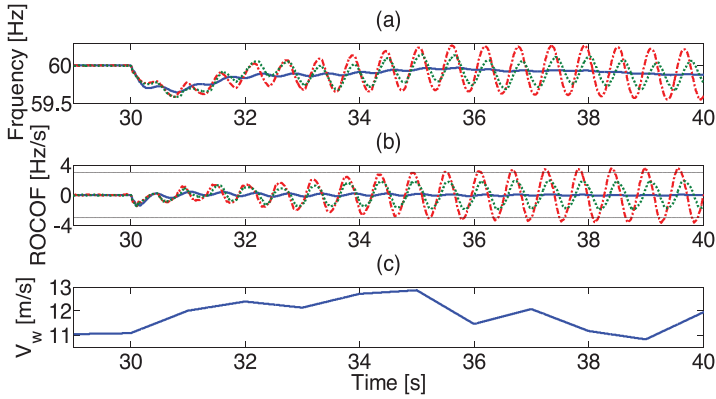 (a)
Frquency [Hz]
60
59.5
30 32 34 36 38 40
(b)
ROCOF [Hz/s]
4
0
-4
30 32 34 36 38 40
(c)
V_w [m/s]
13
12
11
30 32 34 36 38 40
Time [s]